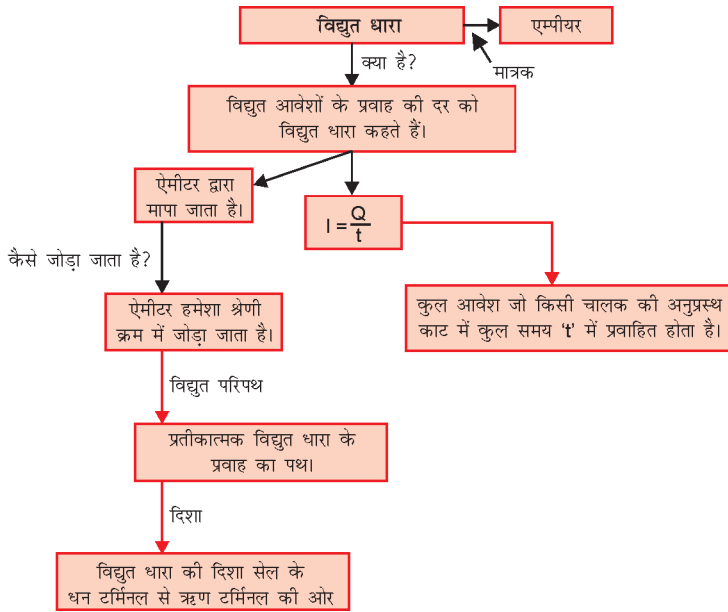 विद्युत धारा
एम्पीयर
क्या है?
मात्रक
विद्युत आवेशों के प्रवाह की दर को
विद्युत धारा कहते हैं।
ऐमीटर द्वारा
मापा जाता है।
I = Q/t
कैसे जोड़ा जाता है?
ऐमीटर हमेशा श्रेणी
क्रम में जोड़ा जाता है।
कुल आवेश जो किसी चालक की अनुप्रस्थ
काट में कुल समय 't' में प्रवाहित होता है।
विद्युत परिपथ
प्रतीकात्मक विद्युत धारा के
प्रवाह का पथ।
दिशा
विद्युत धारा की दिशा सेल के
धन टर्मिनल से ऋण टर्मिनल की ओर